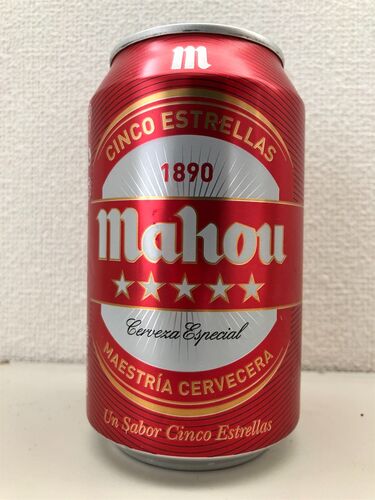 m
CINCO ESTRELLAS
1890
Mahou
Cerveza Especial
MAESTRÍA CERVECERA
Un Sabor Cinco Estrellas